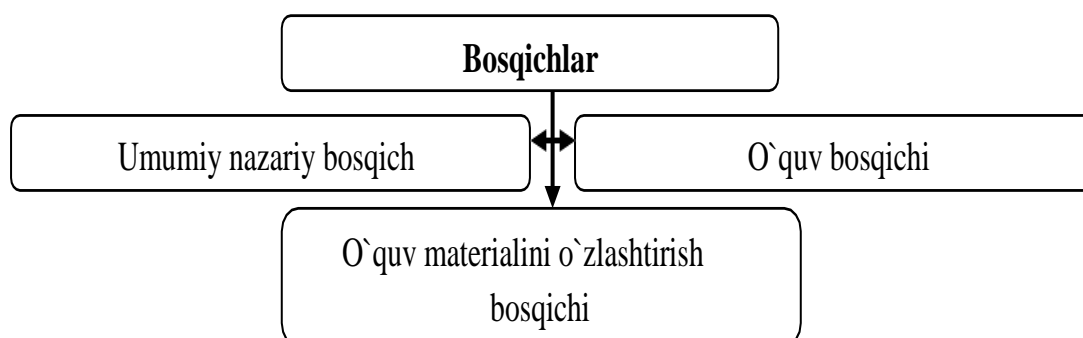 Bosqichlar
Umumiy nazariy bosqich
O`quv bosqichi
O`quv materialini o`zlashtirish
bosqichi